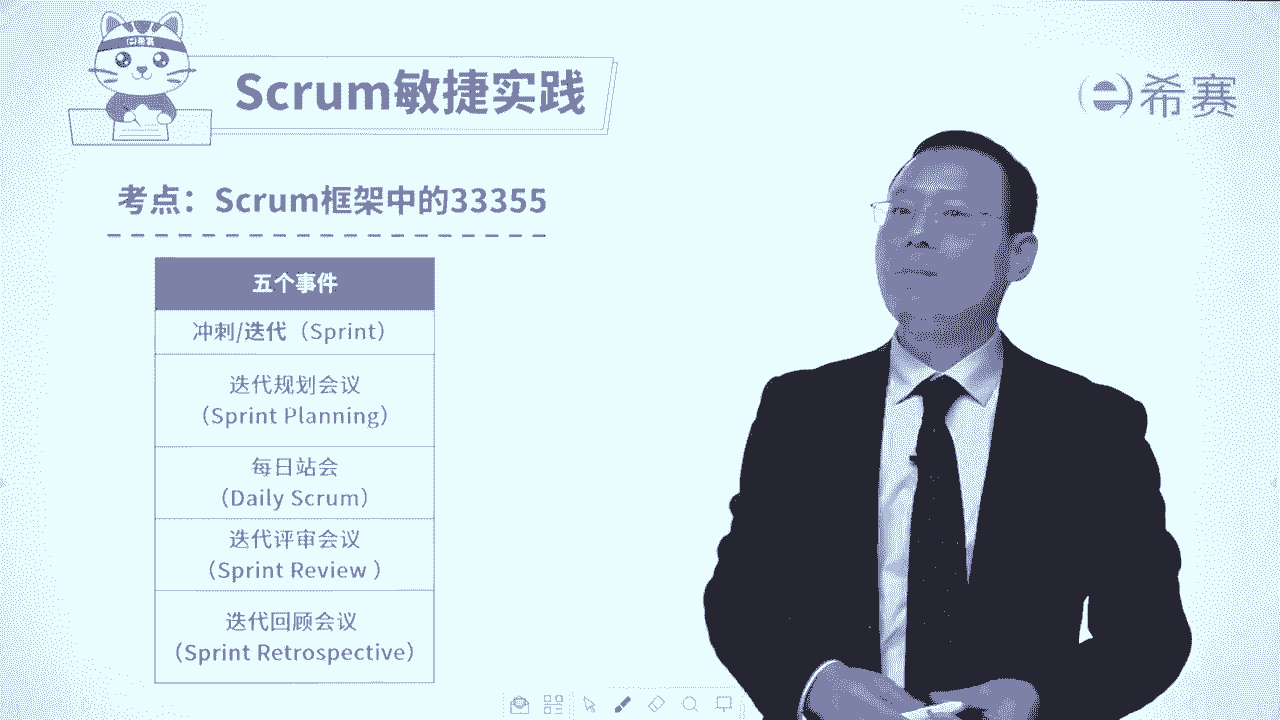 Scrum敏捷实践
希赛
考点：Scrum框架中的33355
五个事件
冲刺/迭代（Sprint）
迭代规划会议
（Sprint Planning）
每日站会
（Daily Scrum）
迭代评审会议
（Sprint Review ）
迭代回顾会议
（Sprint Retrospective）